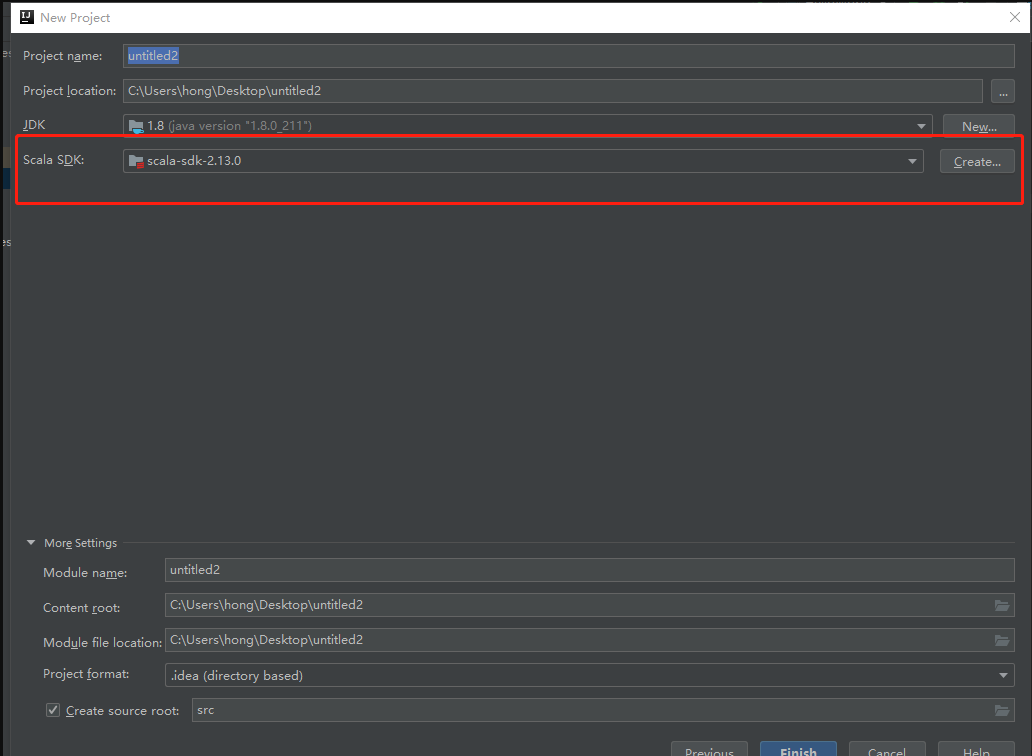 New Project
Project name: untitled2
Project location: C:\Users\hong\Desktop\untitled2 ...
JDK 1.8 (java version "1.8.0_211") New...
Scala SDK: scala-sdk-2.13.0 Create...
es
More Settings
Module name: untitled2
Content root: C:\Users\hong\Desktop\untitled2
Module file location: C:\Users\hong\Desktop\untitled2
Project format: .idea (directory based)
Create source root: src
Previous Finish Cancel Help